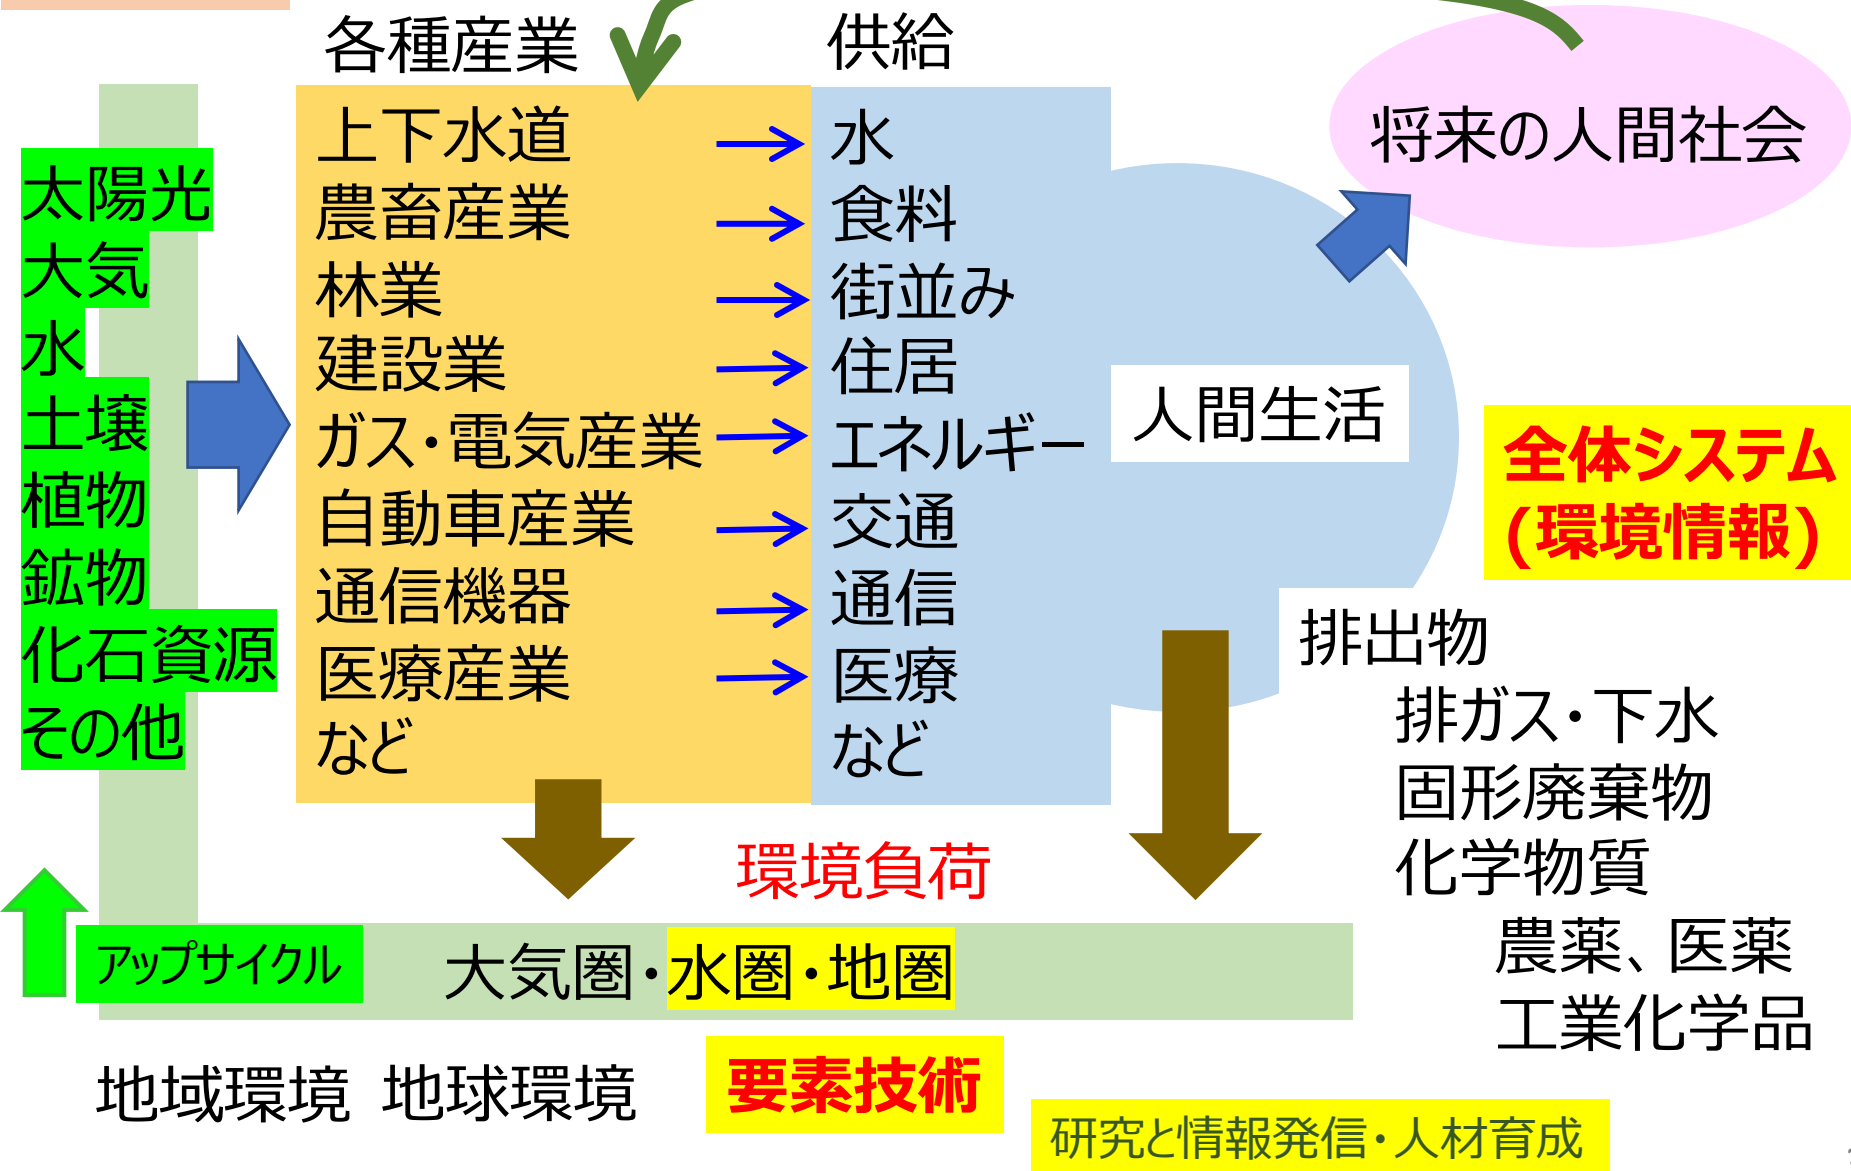 各種産業
供給
将来の人間社会
太陽光
大気
水
土壌
植物
鉱物
化石資源
その他
上下水道
農畜産業
林業
建設業
ガス・電気産業
自動車産業
通信機器
医療産業
など
水
食料
街並み
住居
エネルギー
交通
通信
医療
など
人間生活
全体システム
(環境情報)
排出物
排ガス・下水
固形廃棄物
化学物質
農薬、医薬
工業化学品
環境負荷
アップサイクル
大気圏・水圏・地圏
地域環境 地球環境
要素技術
研究と情報発信・人材育成